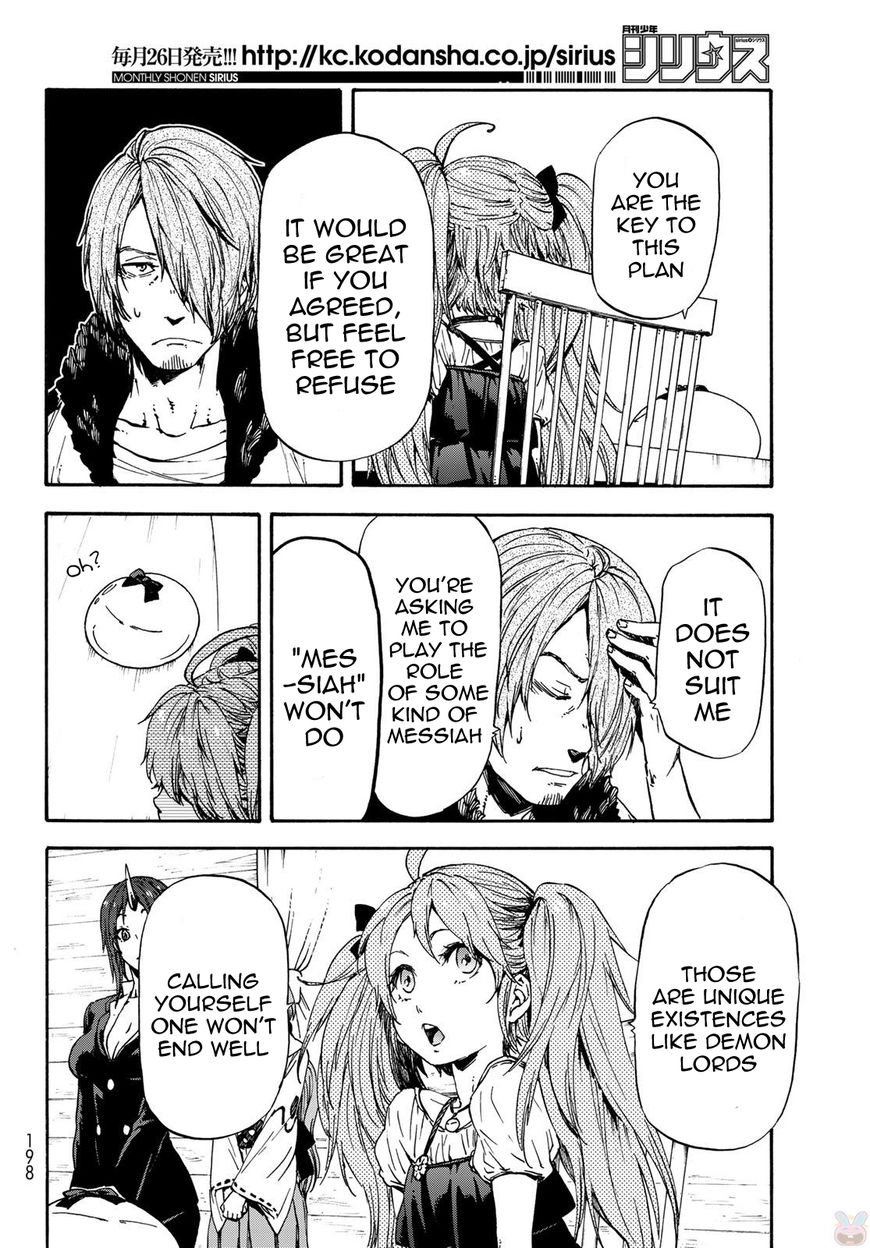 毎月26日発売!!! http://kc.kodansha.co.jp/sirius
MONTHLY SHONEN SIRIUS
月刊少年
シリウス
YOU
ARE THE
KEY TO
THIS
PLAN
IT WOULD
BE GREAT
IF YOU
AGREED,
BUT FEEL
FREE TO
REFUSE
IT
DOES
NOT
SUIT
ME
YOU'RE
ASKING
ME TO
PLAY THE
ROLE
OF SOME
KIND OF
MESSIAH
"MES
-SIAH"
WON'T
DO
Oh?
THOSE
ARE UNIQUE
EXISTENCES
LIKE DEMON
LORDS
CALLING
YOURSELF
ONE WON'T
END WELL
198